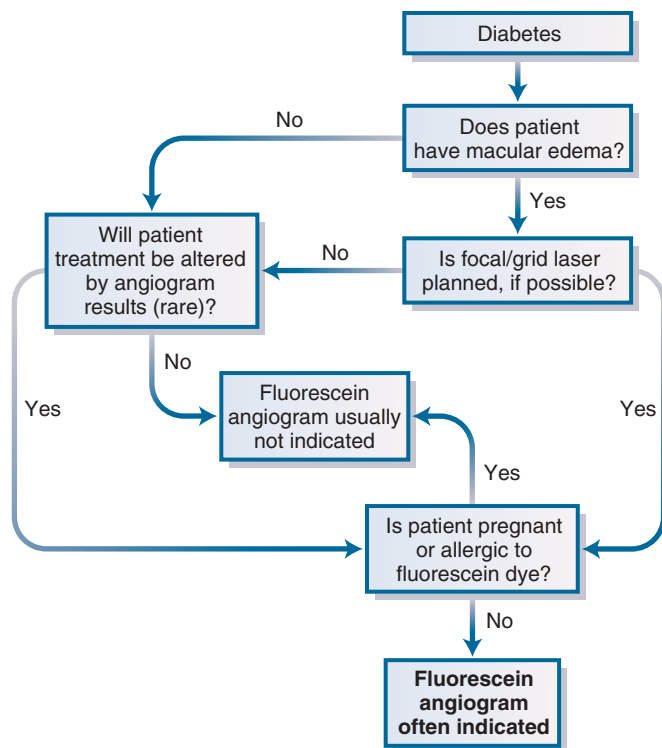 Diabetes
Does patient
have macular edema?
No
Yes
Will patient
treatment be altered
by angiogram
results (rare)?
No
Is focal/grid laser
planned, if possible?
No
Yes
Fluorescein
angiogram usually
not indicated
Yes
Yes
Is patient pregnant
or allergic to
fluorescein dye?
No
Fluorescein
angiogram
often indicated